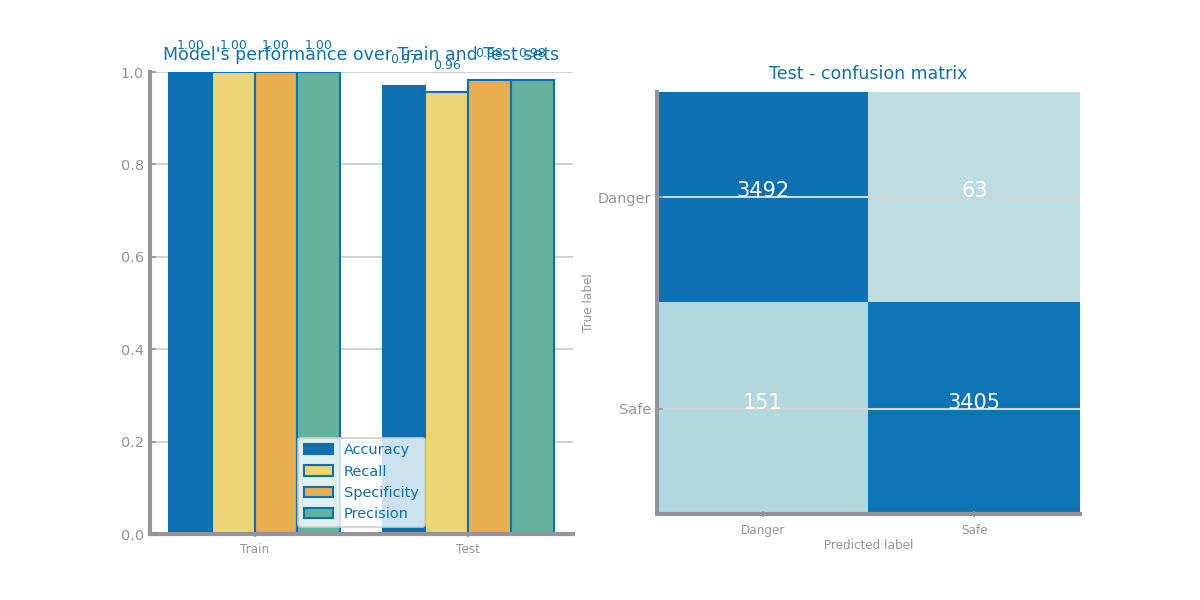 Model's performance over Train and Test sets
1.00 1.00 1.00 1.00 0.97 0.96 0.98 0.98
1.0
0.8
0.6
0.4
0.2
0.0
Accuracy
Recall
Specificity
Precision
Train Test
Test - confusion matrix
True label
Danger 3492 63
Safe 151 3405
Danger Safe
Predicted label